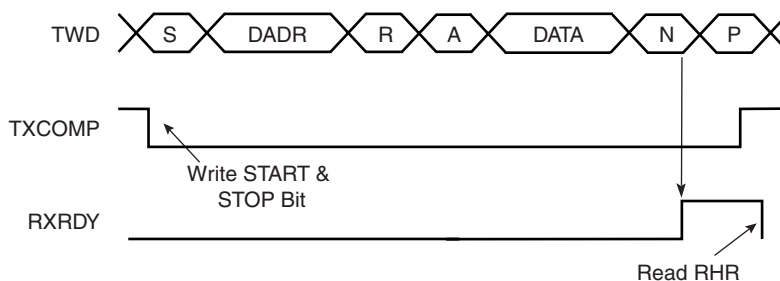 TWD S DADR R A DATA N P
TXCOMP
Write START &
STOP Bit
RXRDY
Read RHR